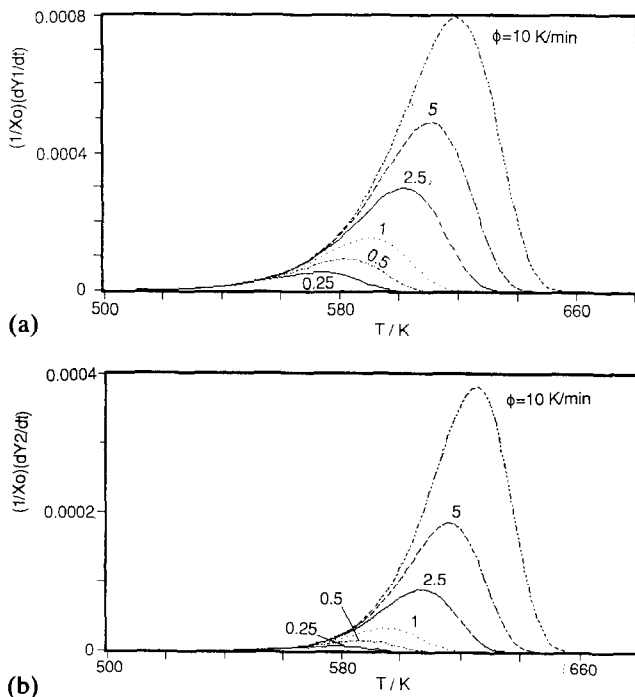 0.0008
ϕ=10 K/min
(1/Xo)(dY1/dt)
5
0.0004
2.5
1
0.5
0.25
0
500
580
660
T / K
(a)
0.0004
ϕ=10 K/min
(1/Xo)(dY2/dt)
0.0002
5
2.5
0.5
1
0.25
0
500
580
660
T / K
(b)